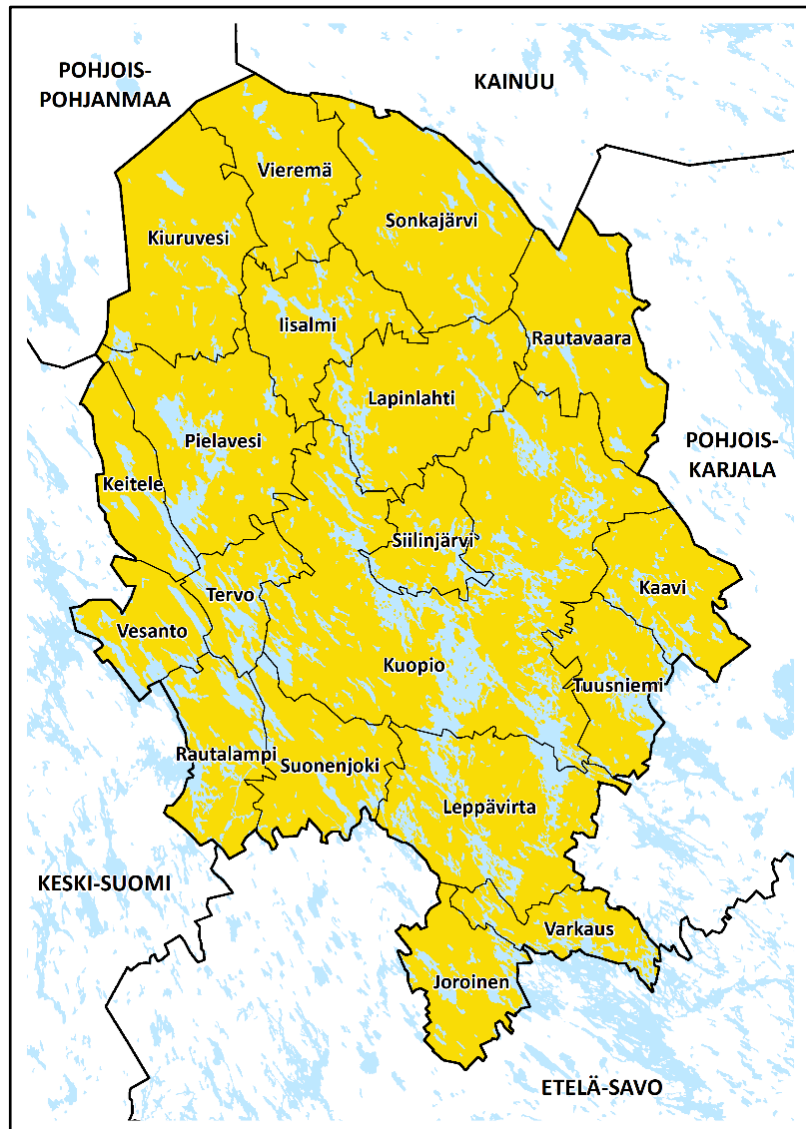 POHJOIS-
POHJANMAA
KAINUU
Vieremä
Sonkajärvi
Kiuruvesi
Iisalmi
Rautavaara
Lapinlahti
Pielavesi
POHJOIS-
KARJALA
Keitele
Siilinjärvi
Kaavi
Tervo
Vesanto
Kuopio
Tuusniemi
Rautalampi
Suonenjoki
Leppävirta
KESKI-SUOMI
Varkaus
Joroinen
ETELÄ-SAVO